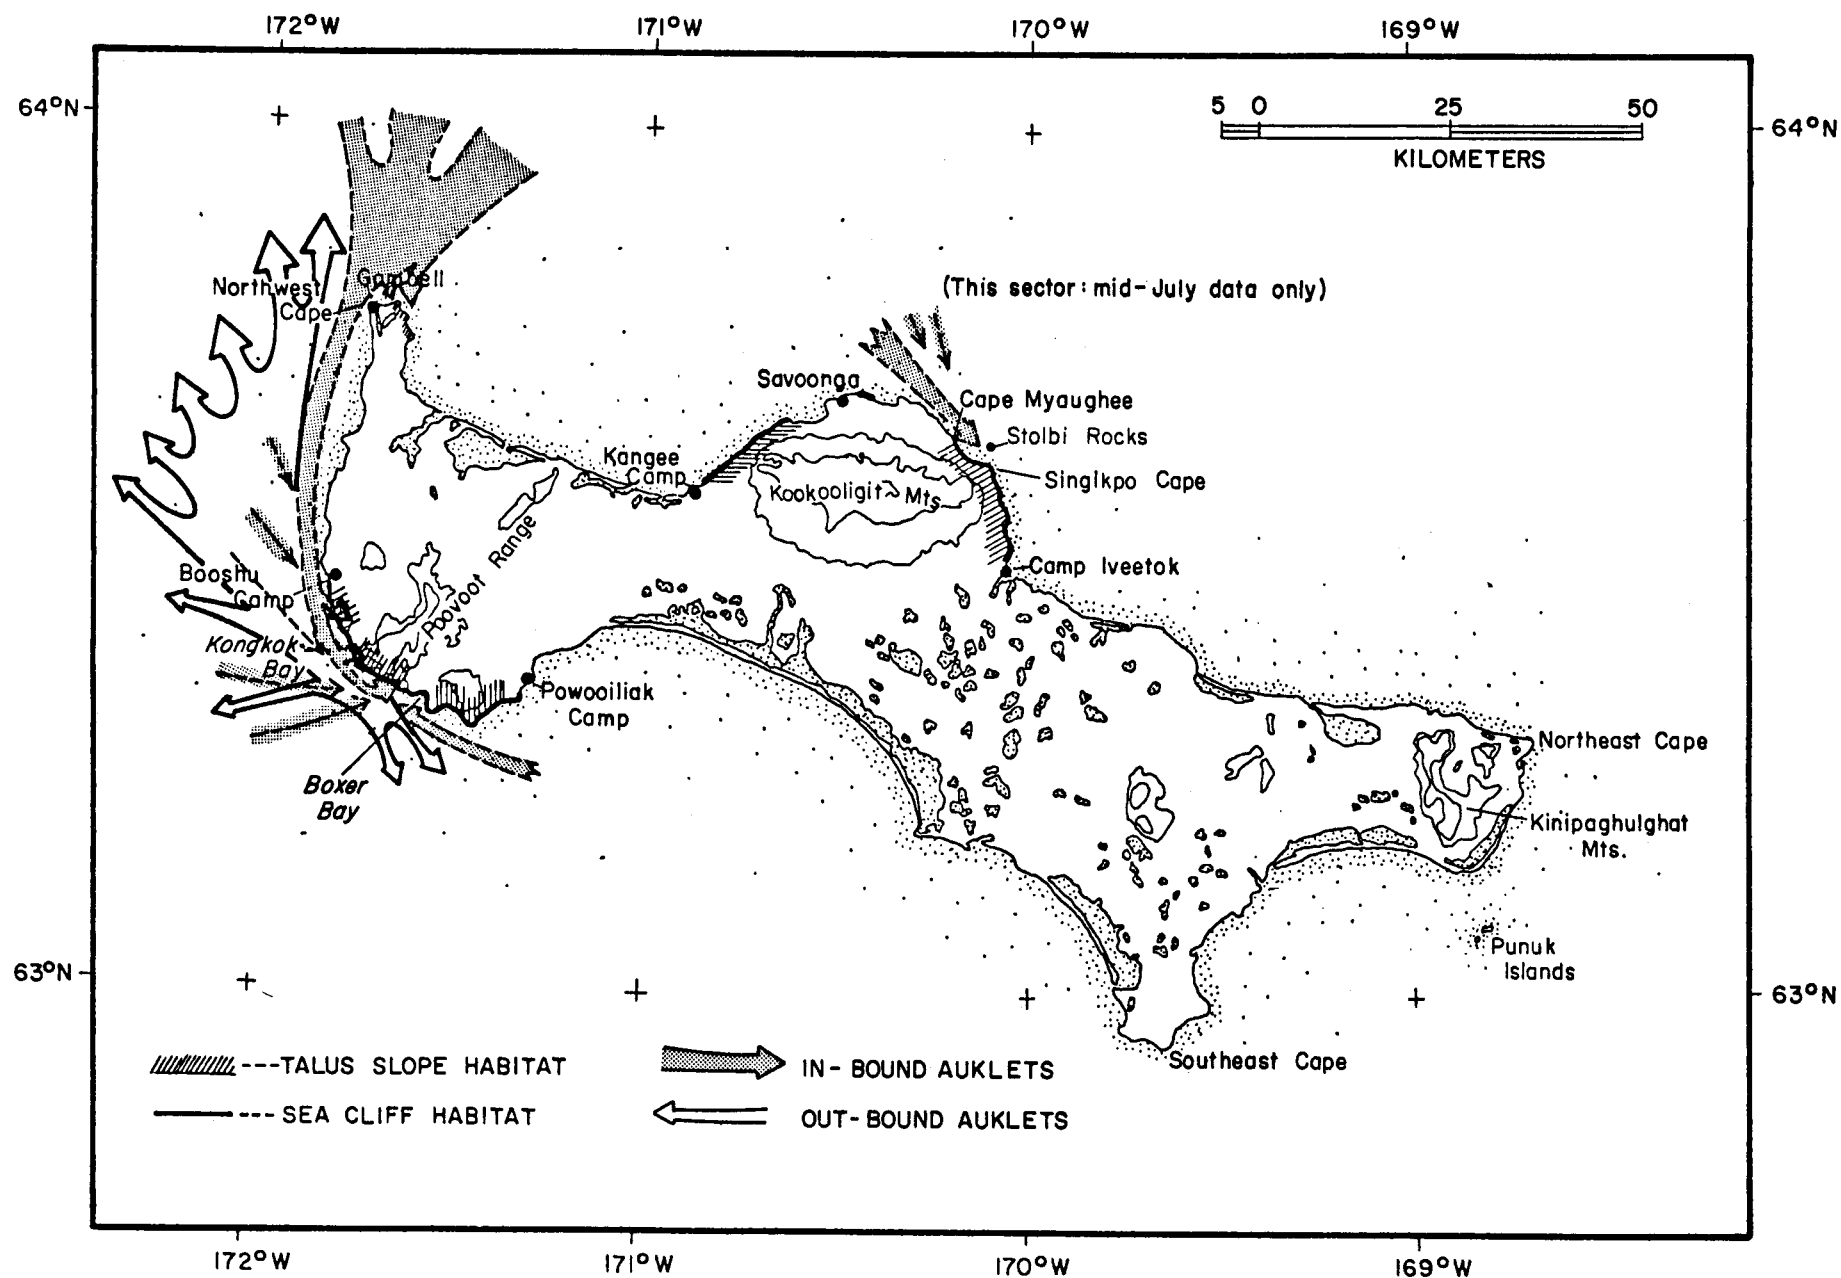 172°W 171°W 170°W 169°W
64°N
64°N
5 0 25 50
KILOMETERS
(This sector: mid-July data only)
Gambell
Northwest
Cape
Savoonga
Cape Myaughee
Stolbi Rocks
Singikpo Cape
Kangee
Camp
Kookooligit Mts
Camp Iveetok
Poovoot Range
Booshu
Camp
Kongkok
Bay
Powooiliak
Camp
Boxer
Bay
Northeast Cape
Kinipaghulghat
Mts.
Punuk
Islands
63°N
63°N
Southeast Cape
---TALUS SLOPE HABITAT
IN-BOUND AUKLETS
--- SEA CLIFF HABITAT
OUT-BOUND AUKLETS
172°W 171°W 170°W 169°W